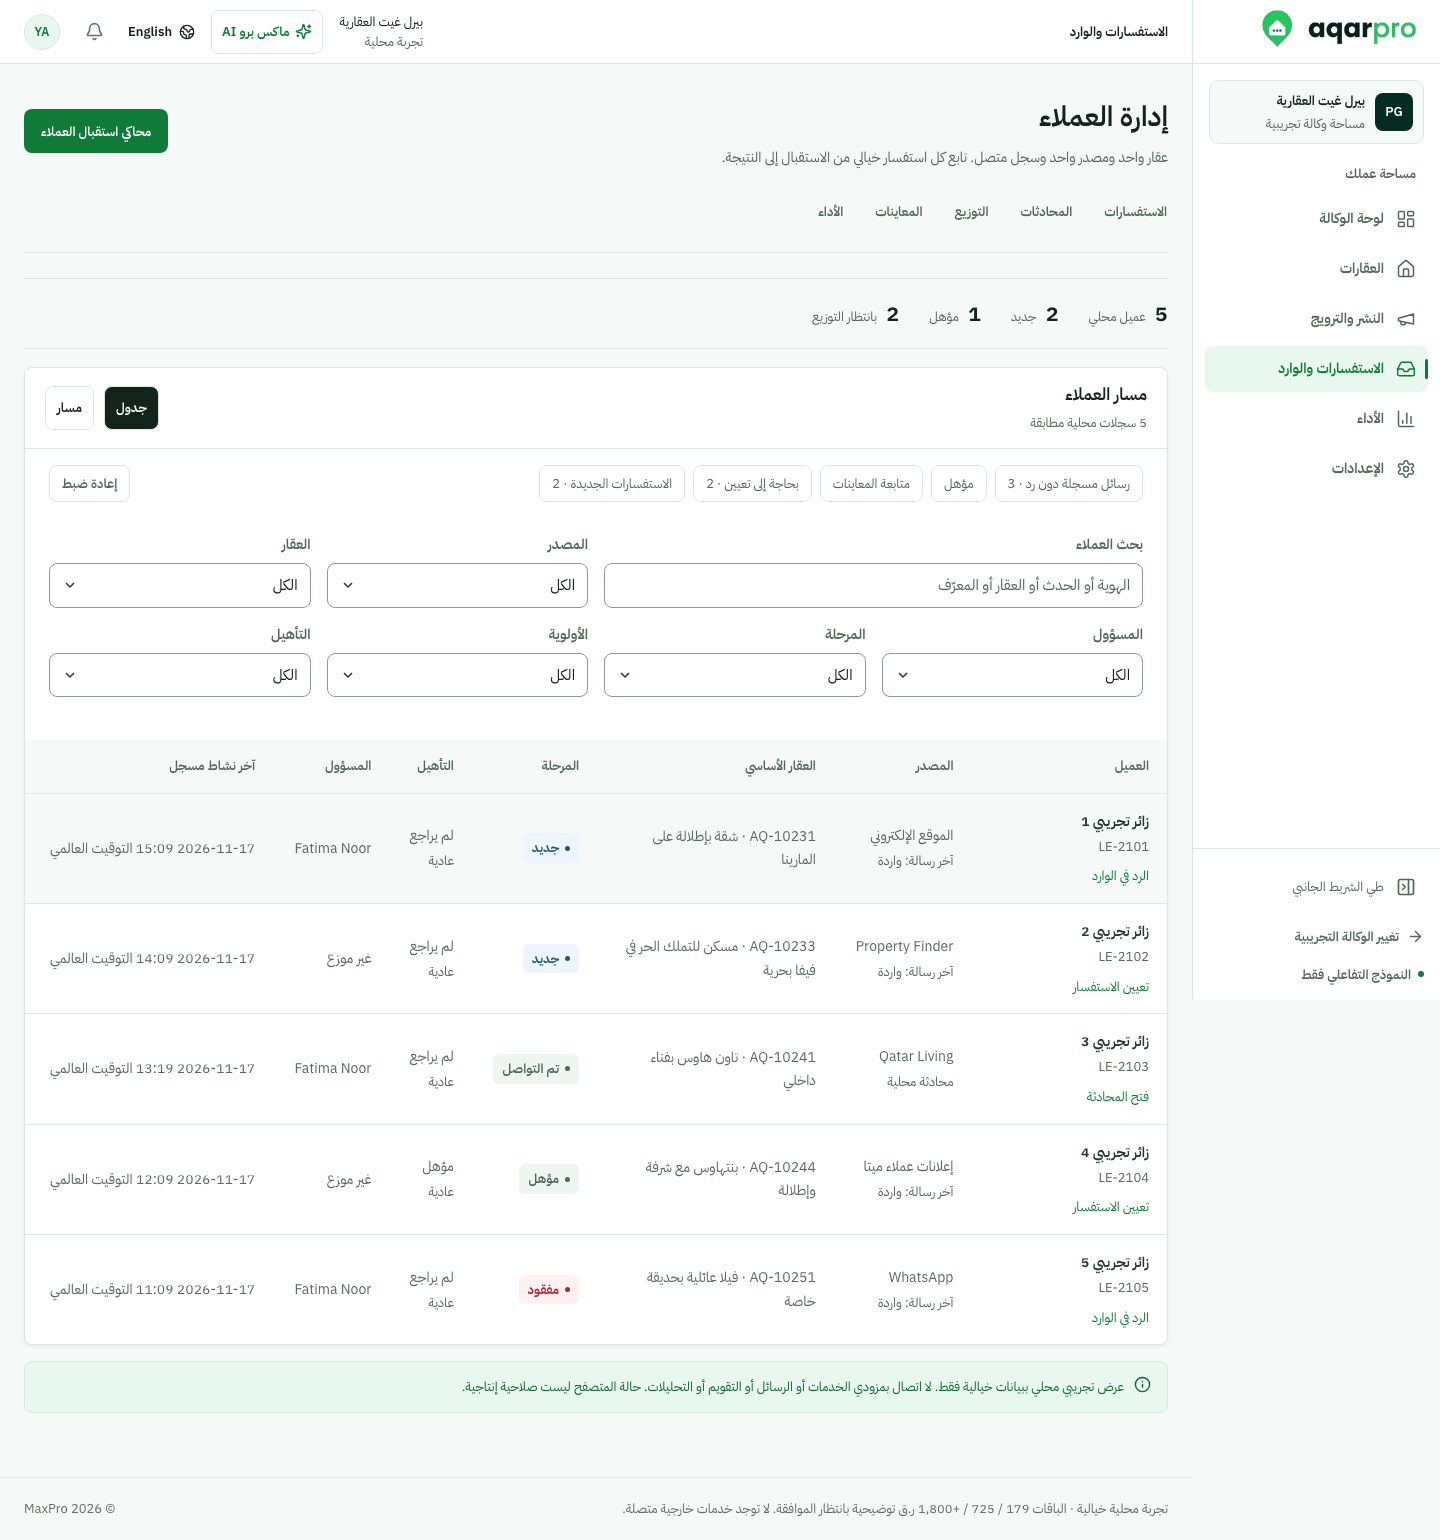 aqarpro
الاستفسارات والوارد
بيرل غيت العقارية
تجربة محلية
ماكس برو AI
English
YA
PG
بيرل غيت العقارية
مساحة وكالة تجريبية
مساحة عملك
لوحة الوكالة
العقارات
النشر والترويج
الاستفسارات والوارد
الأداء
الإعدادات
طي الشريط الجانبي
تغيير الوكالة التجريبية
النموذج التفاعلي فقط
إدارة العملاء
عقار واحد ومصدر واحد وسجل متصل. تابع كل استفسار خيالي من الاستقبال إلى النتيجة.
محاكي استقبال العملاء
الاستفسارات المحادثات التوزيع المعاينات الأداء
5 عميل محلي 2 جديد 1 مؤهل 2 بانتظار التوزيع
مسار العملاء
5 سجلات محلية مطابقة
جدول مسار
رسائل مسجلة دون رد · 3 مؤهل متابعة المعاينات بحاجة إلى تعيين · 2 الاستفسارات الجديدة · 2 إعادة ضبط
بحث العملاء المصدر العقار
الهوية أو الحدث أو العقار أو المعرّف الكل الكل
المسؤول المرحلة الأولوية التأهيل
الكل الكل الكل الكل
العميل المصدر العقار الأساسي المرحلة التأهيل المسؤول آخر نشاط مسجل
زائر تجريبي 1
LE-2101
الرد في الوارد
الموقع الإلكتروني
آخر رسالة: واردة
AQ-10231 · شقة بإطلالة على
المارينا
جديد
لم يراجع
عادية
Fatima Noor
2026-11-17 15:09 التوقيت العالمي
زائر تجريبي 2
LE-2102
تعيين الاستفسار
Property Finder
آخر رسالة: واردة
AQ-10233 · مسكن للتملك الحر في
فيفا بحرية
جديد
لم يراجع
عادية
غير موزع
2026-11-17 14:09 التوقيت العالمي
زائر تجريبي 3
LE-2103
فتح المحادثة
Qatar Living
محادثة محلية
AQ-10241 · تاون هاوس بفناء
داخلي
تم التواصل
لم يراجع
عادية
Fatima Noor
2026-11-17 13:19 التوقيت العالمي
زائر تجريبي 4
LE-2104
تعيين الاستفسار
إعلانات عملاء ميتا
آخر رسالة: واردة
AQ-10244 · بنتهاوس مع شرفة
وإطلالة
مؤهل
مؤهل
عادية
غير موزع
2026-11-17 12:09 التوقيت العالمي
زائر تجريبي 5
LE-2105
الرد في الوارد
WhatsApp
آخر رسالة: واردة
AQ-10251 · فيلا عائلية بحديقة
خاصة
مفقود
لم يراجع
عادية
Fatima Noor
2026-11-17 11:09 التوقيت العالمي
عرض تجريبي محلي ببيانات خيالية فقط. لا اتصال بمزودي الخدمات أو الرسائل أو التقويم أو التحليلات. حالة المتصفح ليست صلاحية إنتاجية.
تجربة محلية خيالية · الباقات 179 / 725 / +1,800 ر.ق توضيحية بانتظار الموافقة. لا توجد خدمات خارجية متصلة.
© 2026 MaxPro